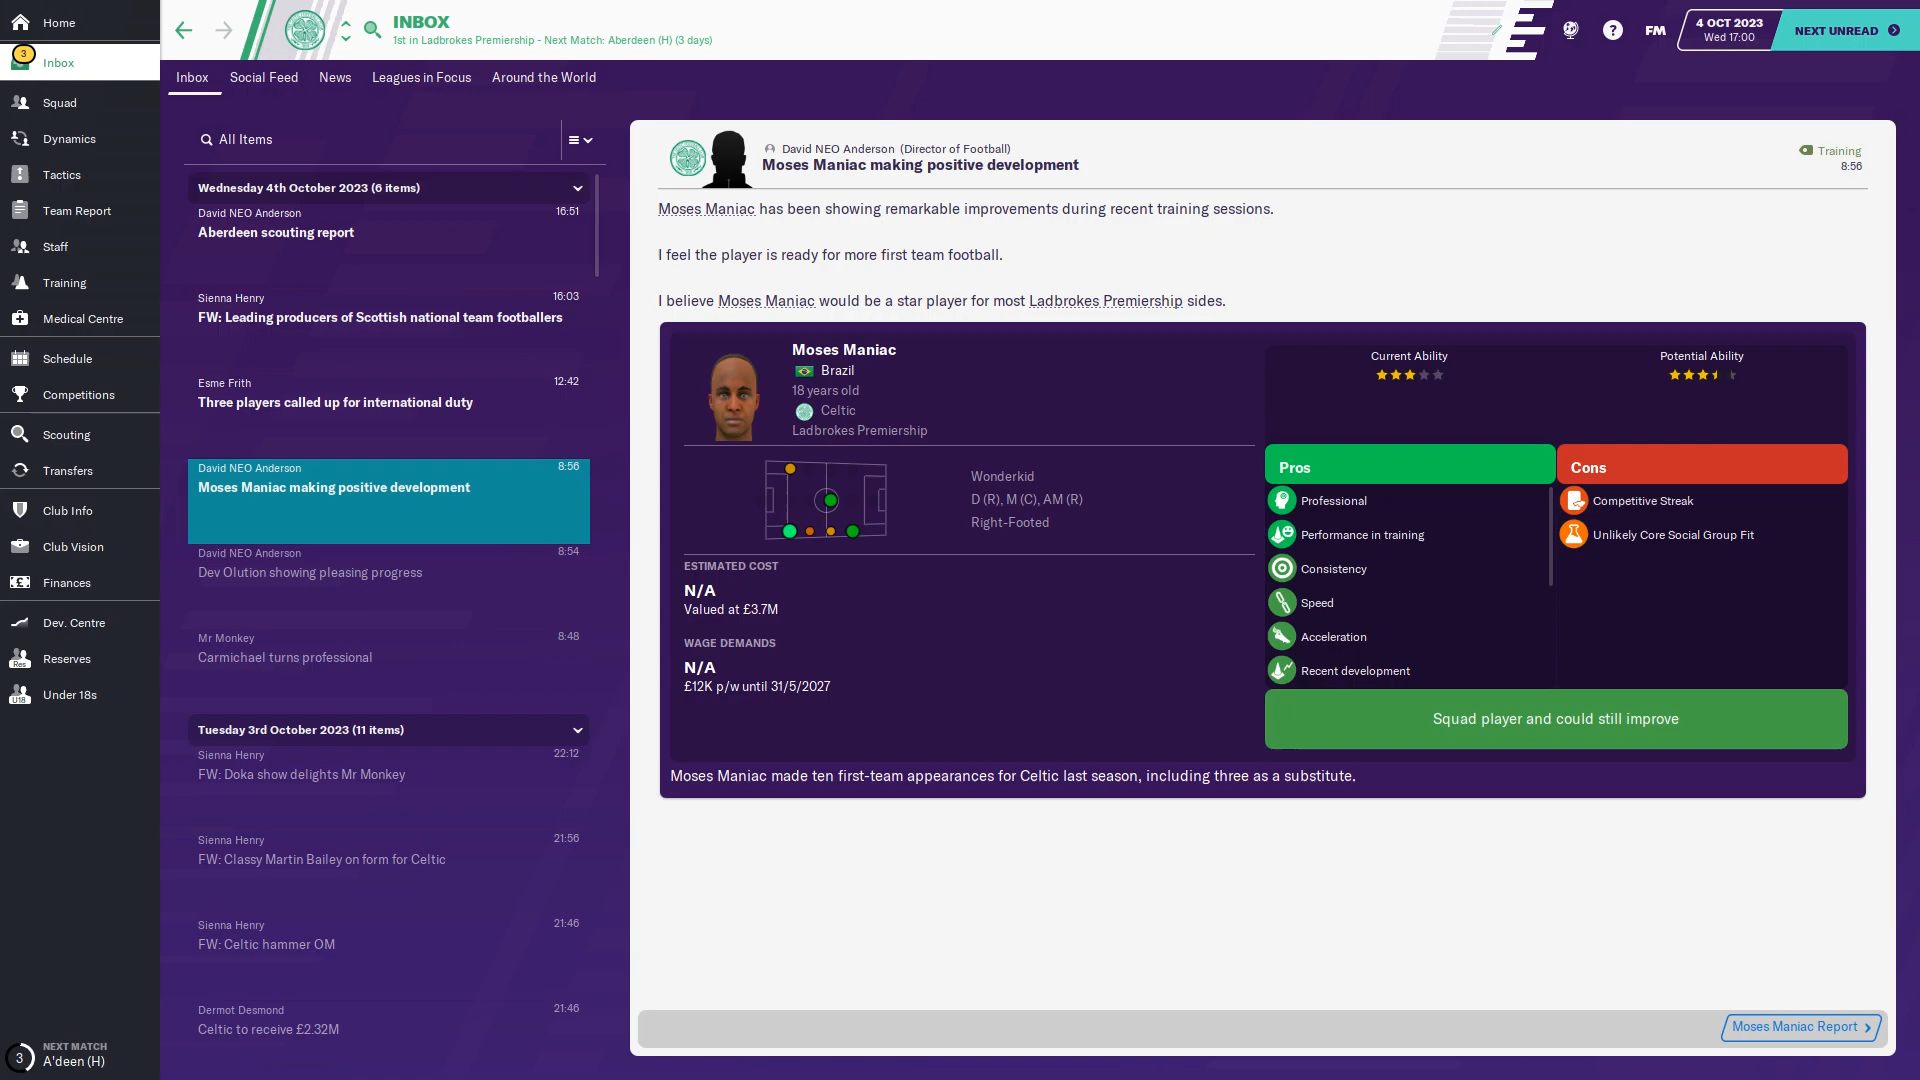 Home
3
Inbox
Squad
Dynamics
Tactics
Team Report
Staff
Training
Medical Centre
Schedule
Competitions
Scouting
Transfers
Club Info
Club Vision
Finances
Dev. Centre
Res
Reserves
U18
Under 18s
3
NEXT MATCH
A'deen (H)
INBOX
1st in Ladbrokes Premiership - Next Match: Aberdeen (H) (3 days)
?
FM
4 OCT 2023
Wed 17:00
NEXT UNREAD
Inbox Social Feed News Leagues in Focus Around the World
All Items
Wednesday 4th October 2023 (6 items)
David NEO Anderson 16:51
Aberdeen scouting report
Sienna Henry 16:03
FW: Leading producers of Scottish national team footballers
Esme Frith 12:42
Three players called up for international duty
David NEO Anderson 8:56
Moses Maniac making positive development
David NEO Anderson 8:54
Dev Olution showing pleasing progress
Mr Monkey 8:48
Carmichael turns professional
Tuesday 3rd October 2023 (11 items)
Sienna Henry 22:12
FW: Doka show delights Mr Monkey
Sienna Henry 21:56
FW: Classy Martin Bailey on form for Celtic
Sienna Henry 21:46
FW: Celtic hammer OM
Dermot Desmond 21:46
Celtic to receive £2.32M
David NEO Anderson (Director of Football)
Moses Maniac making positive development
Training
8:56
Moses Maniac has been showing remarkable improvements during recent training sessions.
I feel the player is ready for more first team football.
I believe Moses Maniac would be a star player for most Ladbrokes Premiership sides.
Moses Maniac
Brazil
18 years old
Celtic
Ladbrokes Premiership
Wonderkid
D (R), M (C), AM (R)
Right-Footed
ESTIMATED COST
N/A
Valued at £3.7M
WAGE DEMANDS
N/A
£12K p/w until 31/5/2027
Current Ability
Potential Ability
Pros
Professional
Performance in training
Consistency
Speed
Acceleration
Recent development
Cons
Competitive Streak
Unlikely Core Social Group Fit
Squad player and could still improve
Moses Maniac made ten first-team appearances for Celtic last season, including three as a substitute.
Moses Maniac Report